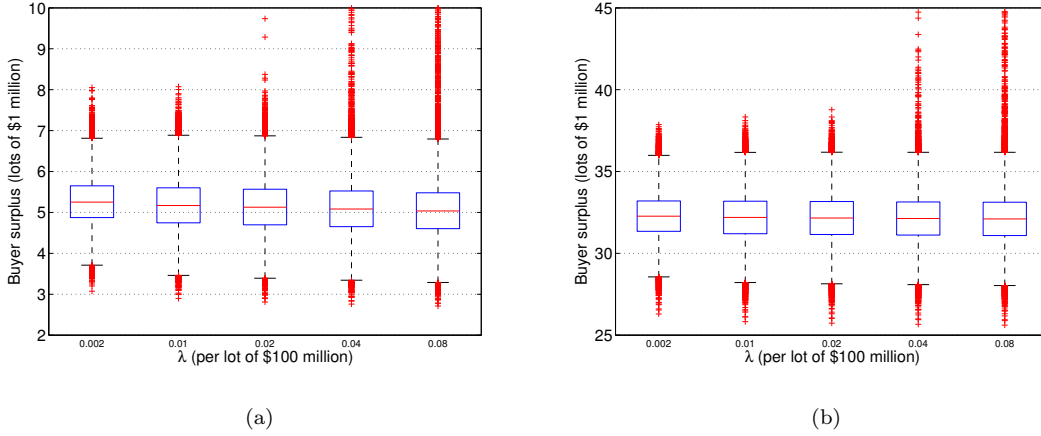 10
9
8
7
6
5
4
3
2
Buyer surplus (lots of $1 million)
0.002 0.01 0.02 0.04 0.08
λ (per lot of $100 million)
(a)
45
40
35
30
25
Buyer surplus (lots of $1 million)
0.002 0.01 0.02 0.04 0.08
λ (per lot of $100 million)
(b)